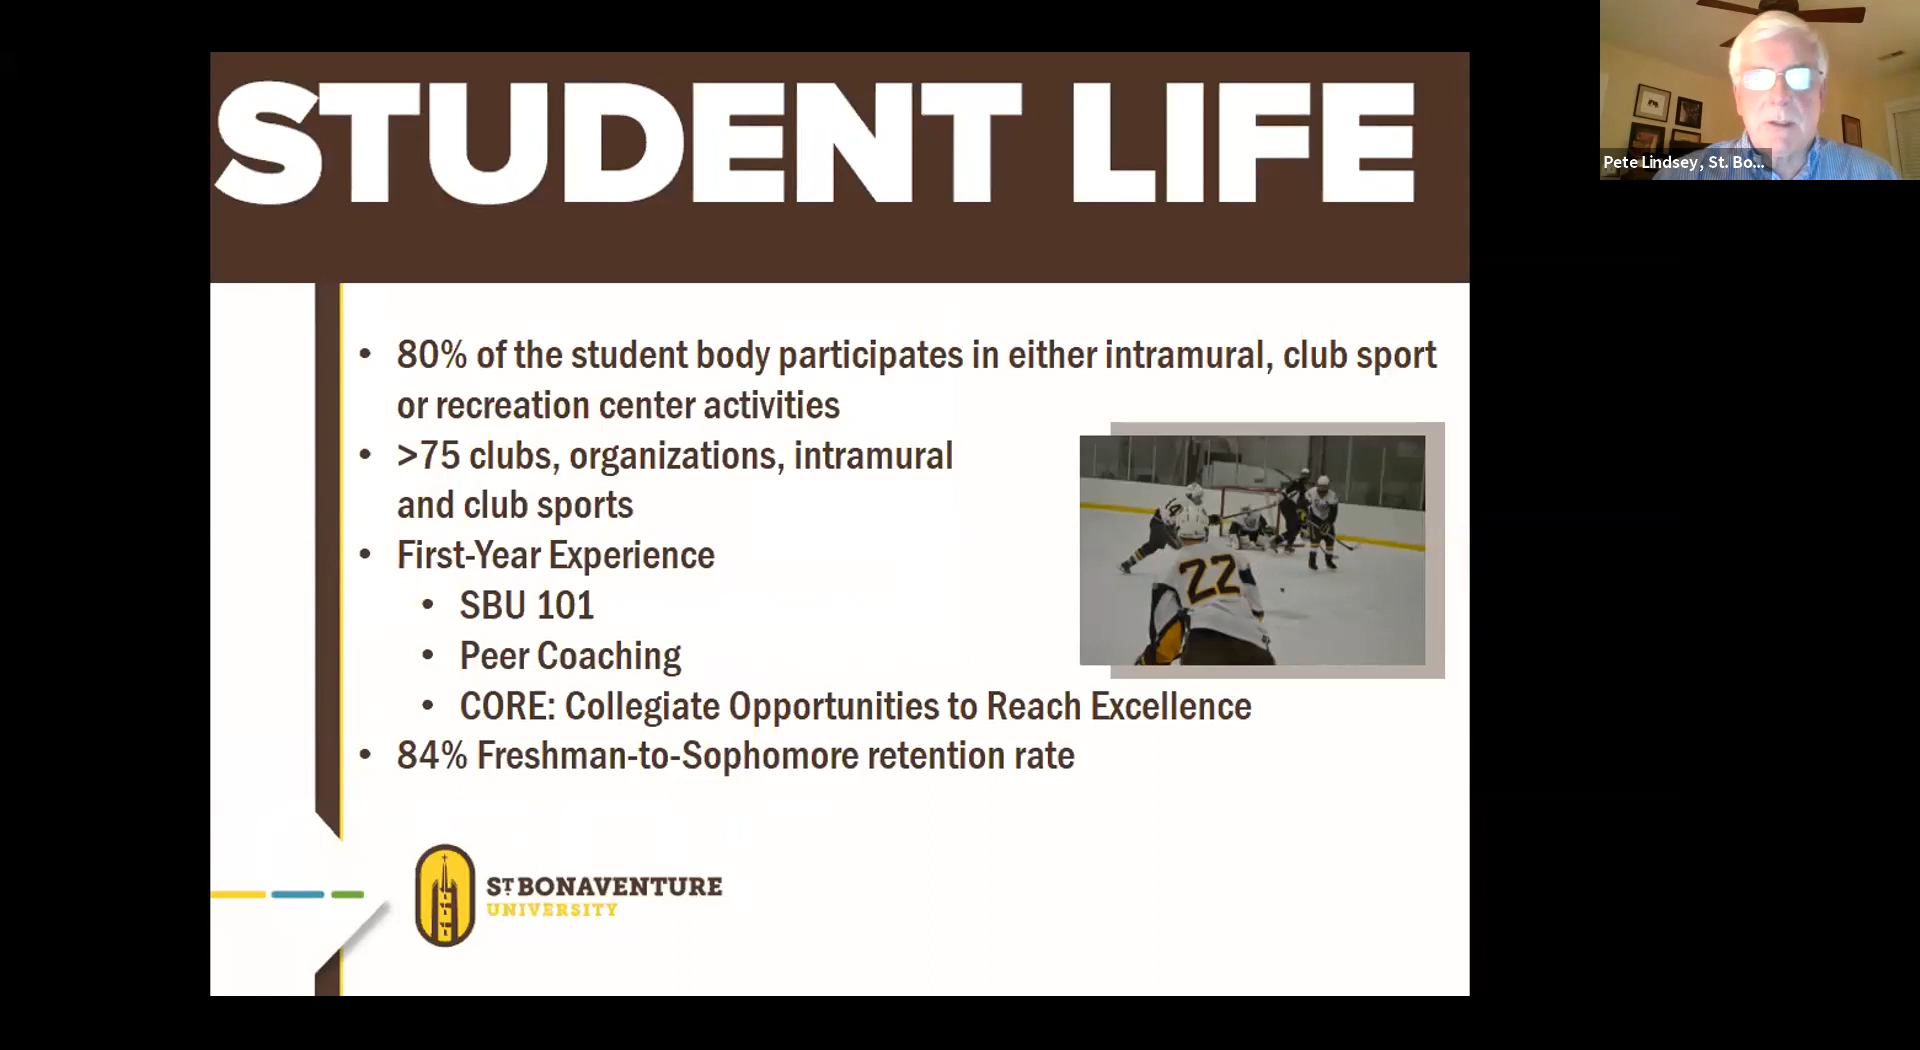 STUDENT LIFE
Pete Lindsey, St. Bo...
• 80% of the student body participates in either intramural, club sport
or recreation center activities
• >75 clubs, organizations, intramural
and club sports
• First-Year Experience
• SBU 101
• Peer Coaching
• CORE: Collegiate Opportunities to Reach Excellence
• 84% Freshman-to-Sophomore retention rate
22
14
ST BONAVENTURE
UNIVERSITY